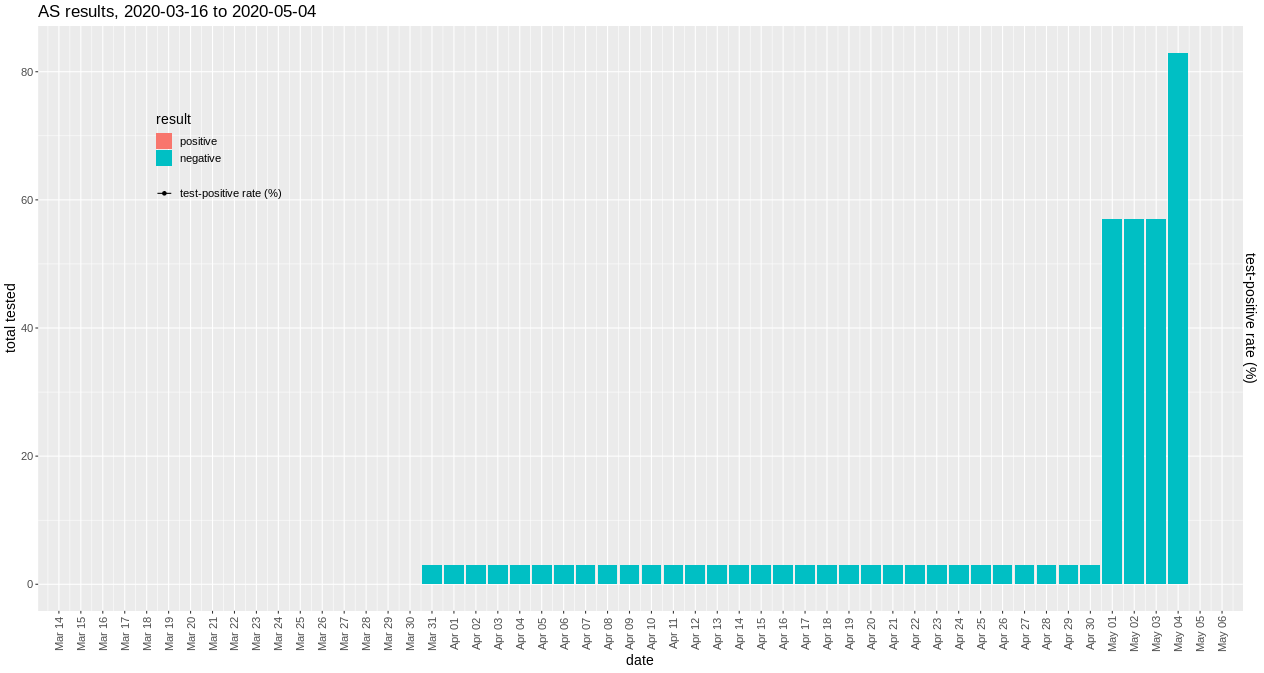 AS results, 2020-03-16 to 2020-05-04
80
60
40
20
0
total tested
result
positive
negative
test-positive rate (%)
test-positive rate (%)
Mar 14
Mar 15
Mar 16
Mar 17
Mar 18
Mar 19
Mar 20
Mar 21
Mar 22
Mar 23
Mar 24
Mar 25
Mar 26
Mar 27
Mar 28
Mar 29
Mar 30
Mar 31
Apr 01
Apr 02
Apr 03
Apr 04
Apr 05
Apr 06
Apr 07
Apr 08
Apr 09
Apr 10
Apr 11
Apr 12
Apr 13
Apr 14
Apr 15
Apr 16
Apr 17
Apr 18
Apr 19
Apr 20
Apr 21
Apr 22
Apr 23
Apr 24
Apr 25
Apr 26
Apr 27
Apr 28
Apr 29
Apr 30
May 01
May 02
May 03
May 04
May 05
May 06
date